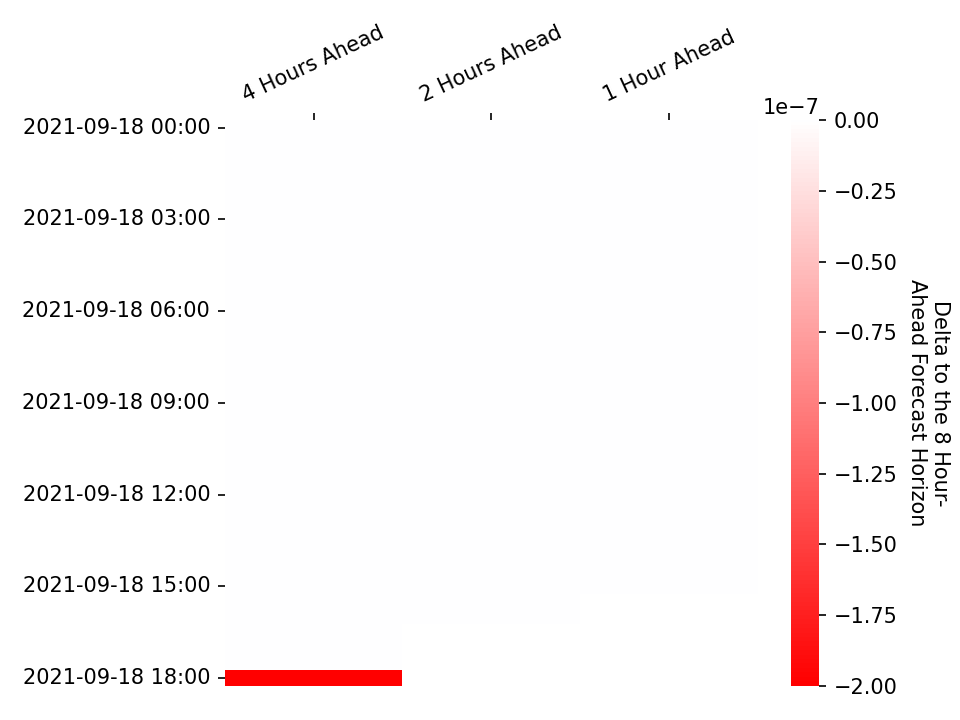 4 Hours Ahead
2 Hours Ahead
1 Hour Ahead
1e−7
2021-09-18 00:00
2021-09-18 03:00
2021-09-18 06:00
2021-09-18 09:00
2021-09-18 12:00
2021-09-18 15:00
2021-09-18 18:00
0.00
−0.25
−0.50
−0.75
−1.00
−1.25
−1.50
−1.75
−2.00
Delta to the 8 Hour-
Ahead Forecast Horizon